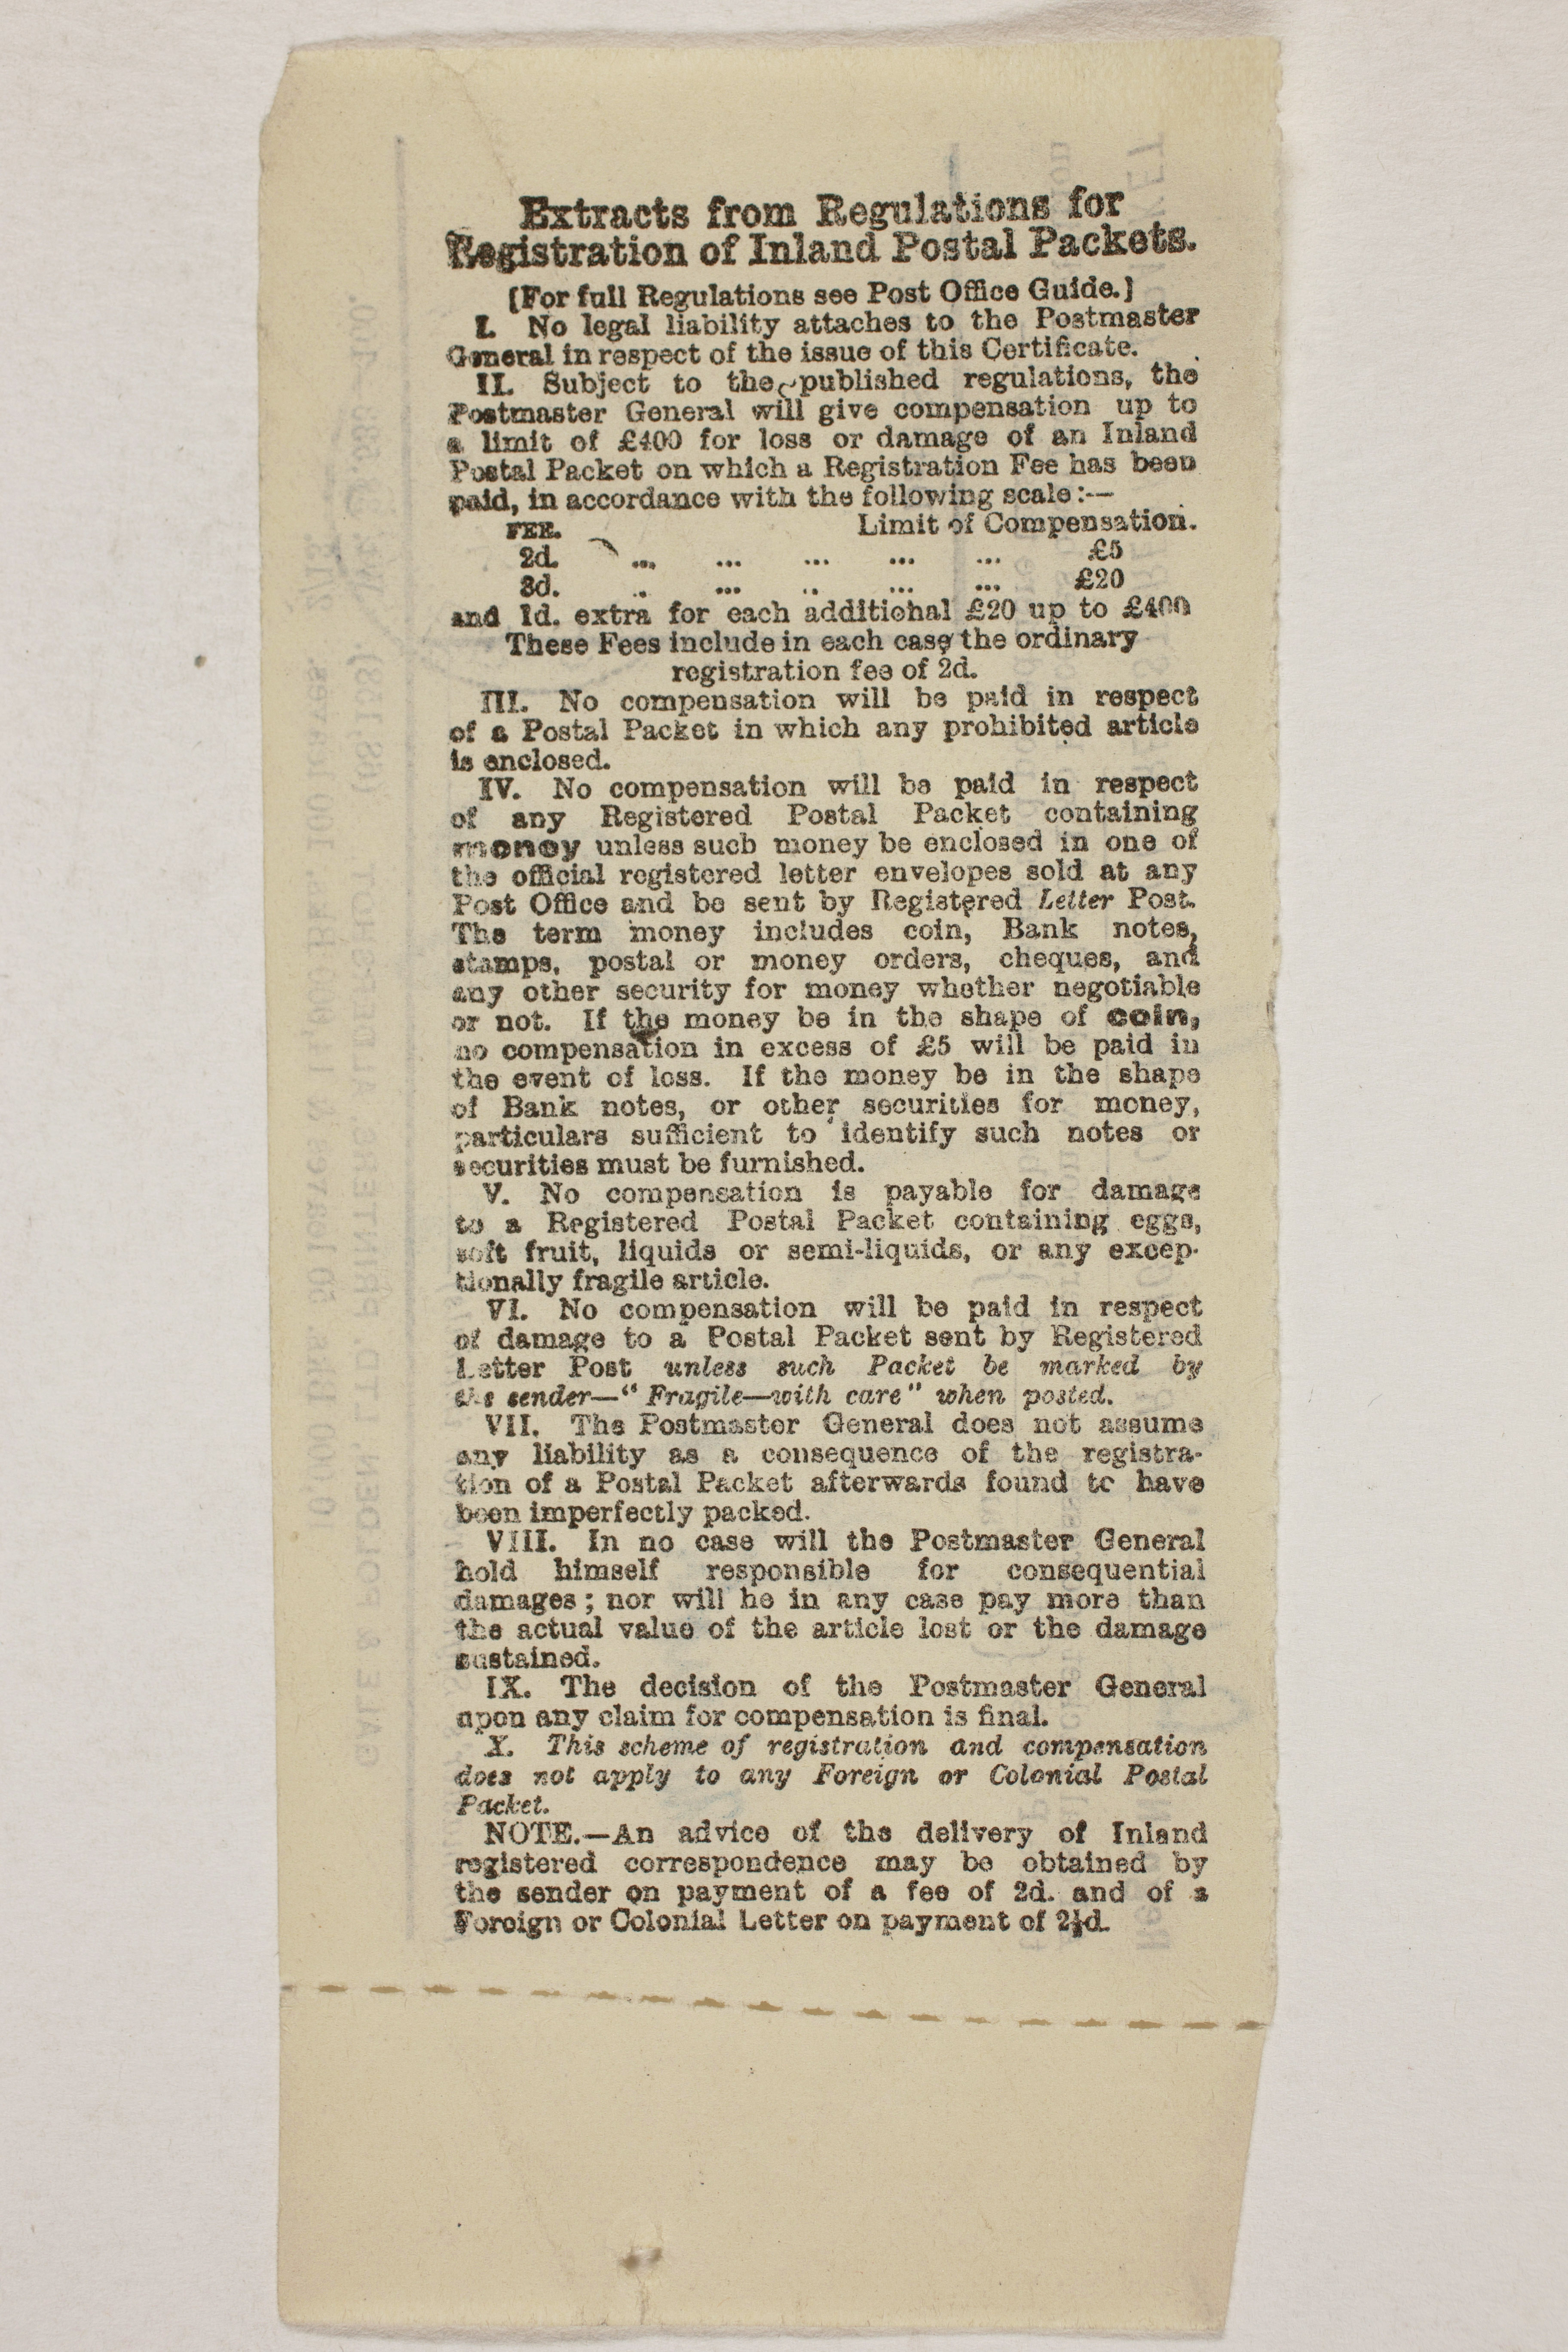 Extracts from Regulations for
Registration of Inland Postal Packets.
[For full Regulations see Post Office Guide.]
I. No legal liability attaches to the Postmaster
General in respect of the issue of this Certificate.
II. Subject to the published regulations, the
Postmaster General will give compensation up to
a limit of £400 for loss or damage of an Inland
Postal Packet on which a Registration Fee has been
paid, in accordance with the following scale:—
FEE. Limit of Compensation.
2d. ... ... ... ... ... £5
3d. .. ... .. ... ... £20
and 1d. extra for each additional £20 up to £400
These Fees include in each case the ordinary
registration fee of 2d.
III. No compensation will be paid in respect
of a Postal Packet in which any prohibited article
is enclosed.
IV. No compensation will be paid in respect
of any Registered Postal Packet containing
money unless such money be enclosed in one of
the official registered letter envelopes sold at any
Post Office and be sent by Registered Letter Post.
The term money includes coin, Bank notes,
stamps, postal or money orders, cheques, and
any other security for money whether negotiable
or not. If the money be in the shape of coin,
no compensation in excess of £5 will be paid in
the event of loss. If the money be in the shape
of Bank notes, or other securities for money,
particulars sufficient to identify such notes or
securities must be furnished.
V. No compensation is payable for damage
to a Registered Postal Packet containing eggs,
soft fruit, liquids or semi-liquids, or any excep-
tionally fragile article.
VI. No compensation will be paid in respect
of damage to a Postal Packet sent by Registered
Letter Post unless such Packet be marked by
the sender—“Fragile—with care” when posted.
VII. The Postmaster General does not assume
any liability as a consequence of the registra-
tion of a Postal Packet afterwards found to have
been imperfectly packed.
VIII. In no case will the Postmaster General
hold himself responsible for consequential
damages; nor will he in any case pay more than
the actual value of the article lost or the damage
sustained.
IX. The decision of the Postmaster General
upon any claim for compensation is final.
X. This scheme of registration and compensation
does not apply to any Foreign or Colonial Postal
Packet.
NOTE.—An advice of the delivery of Inland
registered correspondence may be obtained by
the sender on payment of a fee of 2d. and of a
Foreign or Colonial Letter on payment of 2½d.